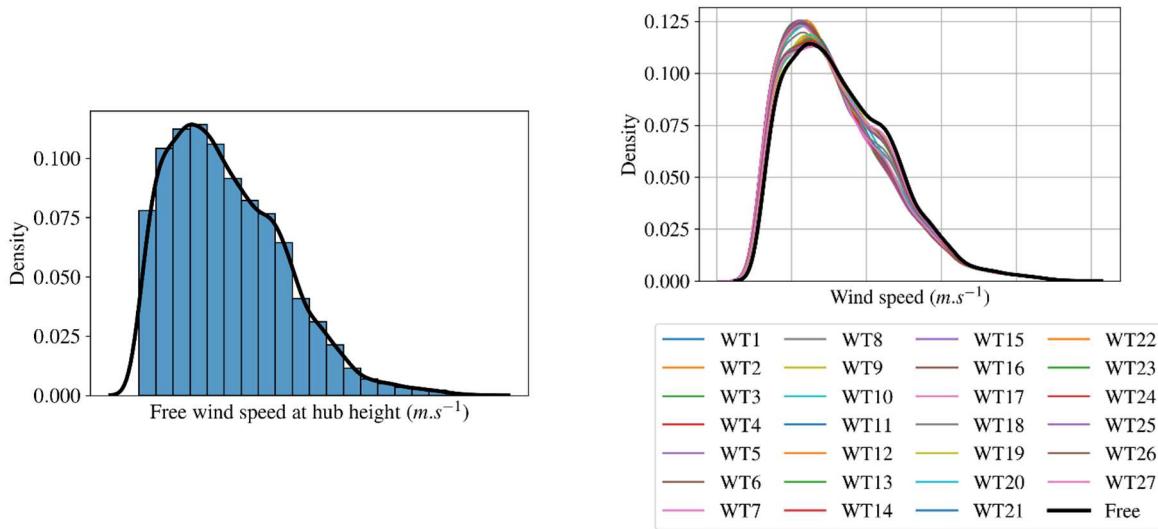 0.100
0.075
0.050
0.025
0.000
Density
Free wind speed at hub height (m.s⁻¹)
0.125
0.100
0.075
0.050
0.025
0.000
Density
Wind speed (m.s⁻¹)
WT1 WT8 WT15 WT22
WT2 WT9 WT16 WT23
WT3 WT10 WT17 WT24
WT4 WT11 WT18 WT25
WT5 WT12 WT19 WT26
WT6 WT13 WT20 WT27
WT7 WT14 WT21 Free